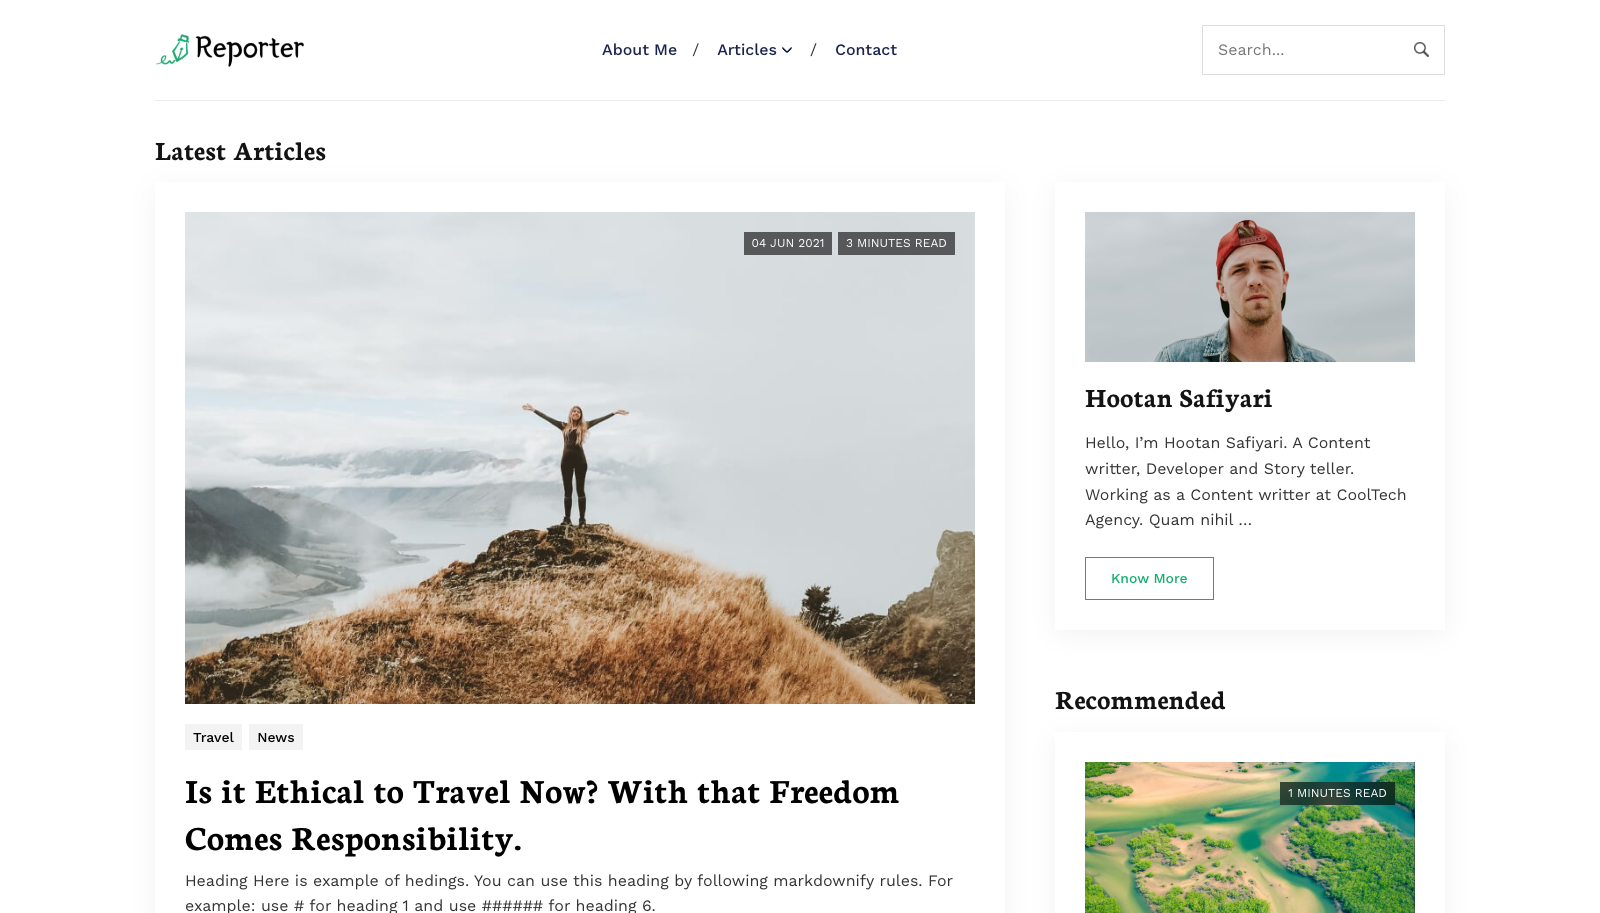 Reporter
About Me / Articles / Contact
Search...
Latest Articles
04 JUN 2021
3 MINUTES READ
Travel
News
Is it Ethical to Travel Now? With that Freedom
Comes Responsibility.
Heading Here is example of hedings. You can use this heading by following markdownify rules. For
example: use # for heading 1 and use ###### for heading 6.
Hootan Safiyari
Hello, I’m Hootan Safiyari. A Content
writter, Developer and Story teller.
Working as a Content writter at CoolTech
Agency. Quam nihil …
Know More
Recommended
1 MINUTES READ